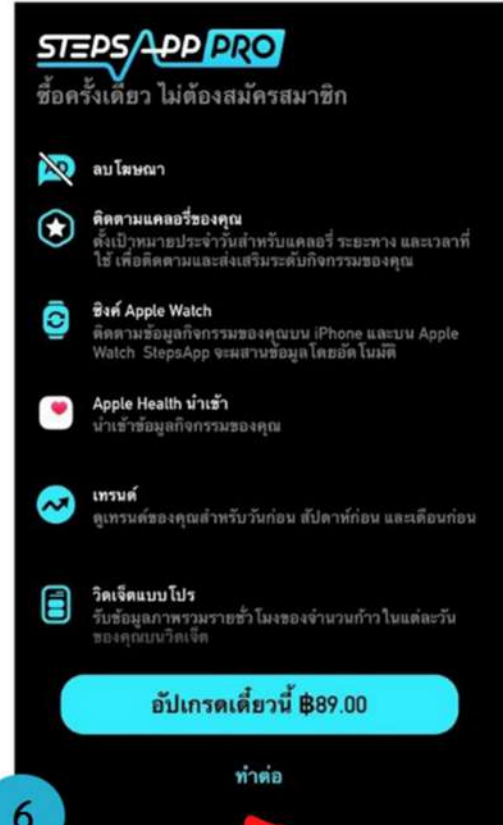 STEPSAPP PRO
ซื้อครั้งเดียว ไม่ต้องสมัครสมาชิก
AD
ลบโฆษณา
ติดตามแคลอรี่ของคุณ
ตั้งเป้าหมายประจำวันสำหรับแคลอรี่ ระยะทาง และเวลาที่
ใช้ เพื่อติดตามและส่งเสริมระดับกิจกรรมของคุณ
ซิงค์ Apple Watch
ติดตามข้อมูลกิจกรรมของคุณบน iPhone และบน Apple
Watch StepsApp จะผสานข้อมูลโดยอัตโนมัติ
Apple Health นำเข้า
นำเข้าข้อมูลกิจกรรมของคุณ
เทรนด์
ดูเทรนด์ของคุณสำหรับวันก่อน สัปดาห์ก่อน และเดือนก่อน
วิดเจ็ตแบบโปร
รับข้อมูลภาพรวมรายชั่วโมงของจำนวนก้าวในแต่ละวัน
ของคุณบนวิดเจ็ต
อัปเกรดเดี๋ยวนี้ ฿89.00
ทำต่อ
6